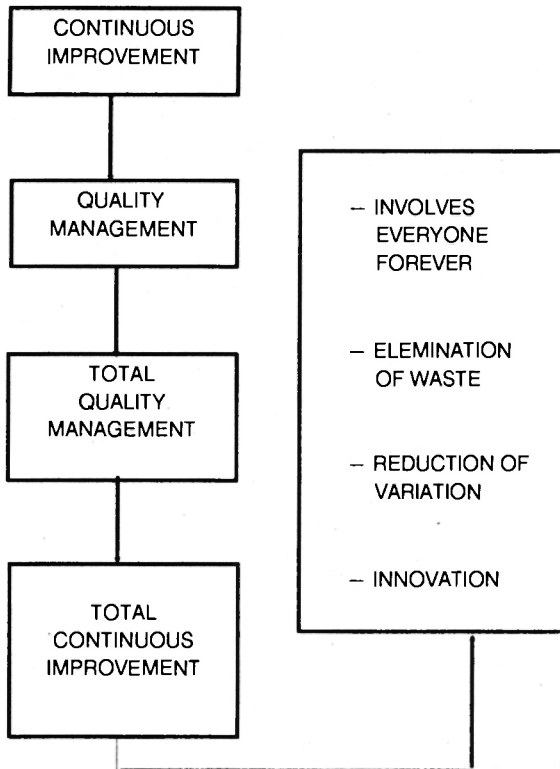 CONTINUOUS
IMPROVEMENT
QUALITY
MANAGEMENT
TOTAL
QUALITY
MANAGEMENT
TOTAL
CONTINUOUS
IMPROVEMENT
– INVOLVES
EVERYONE
FOREVER
– ELEMINATION
OF WASTE
– REDUCTION OF
VARIATION
– INNOVATION